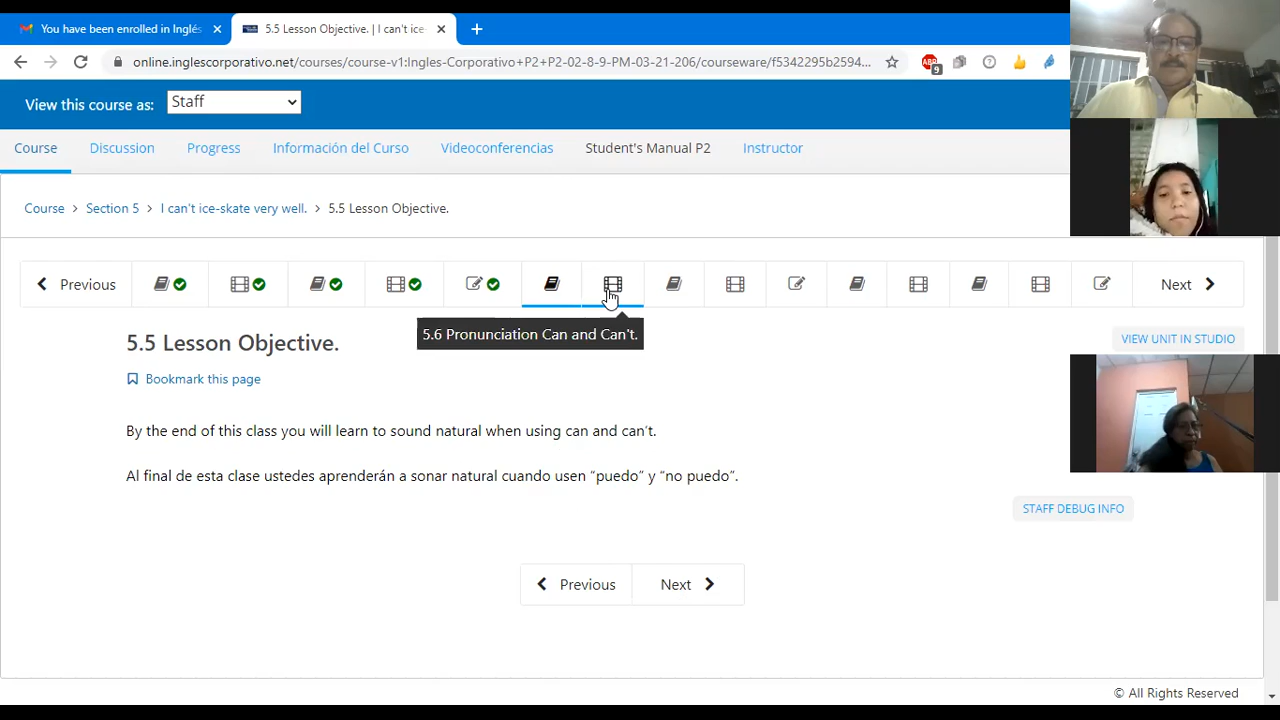 You have been enrolled in Inglés
5.5 Lesson Objective. | I can't ice-
online.inglescorporativo.net/courses/course-v1:Ingles-Corporativo+P2+P2-02-8-9-PM-03-21-206/courseware/f5342295b2594...
9
View this course as: Staff
Course Discussion Progress Información del Curso Videoconferencias Student's Manual P2 Instructor
Course > Section 5 > I can't ice-skate very well. > 5.5 Lesson Objective.
Previous Next
5.6 Pronunciation Can and Can't.
5.5 Lesson Objective.
VIEW UNIT IN STUDIO
Bookmark this page
By the end of this class you will learn to sound natural when using can and can't.
Al final de esta clase ustedes aprenderán a sonar natural cuando usen “puedo” y “no puedo”.
STAFF DEBUG INFO
Previous Next
© All Rights Reserved